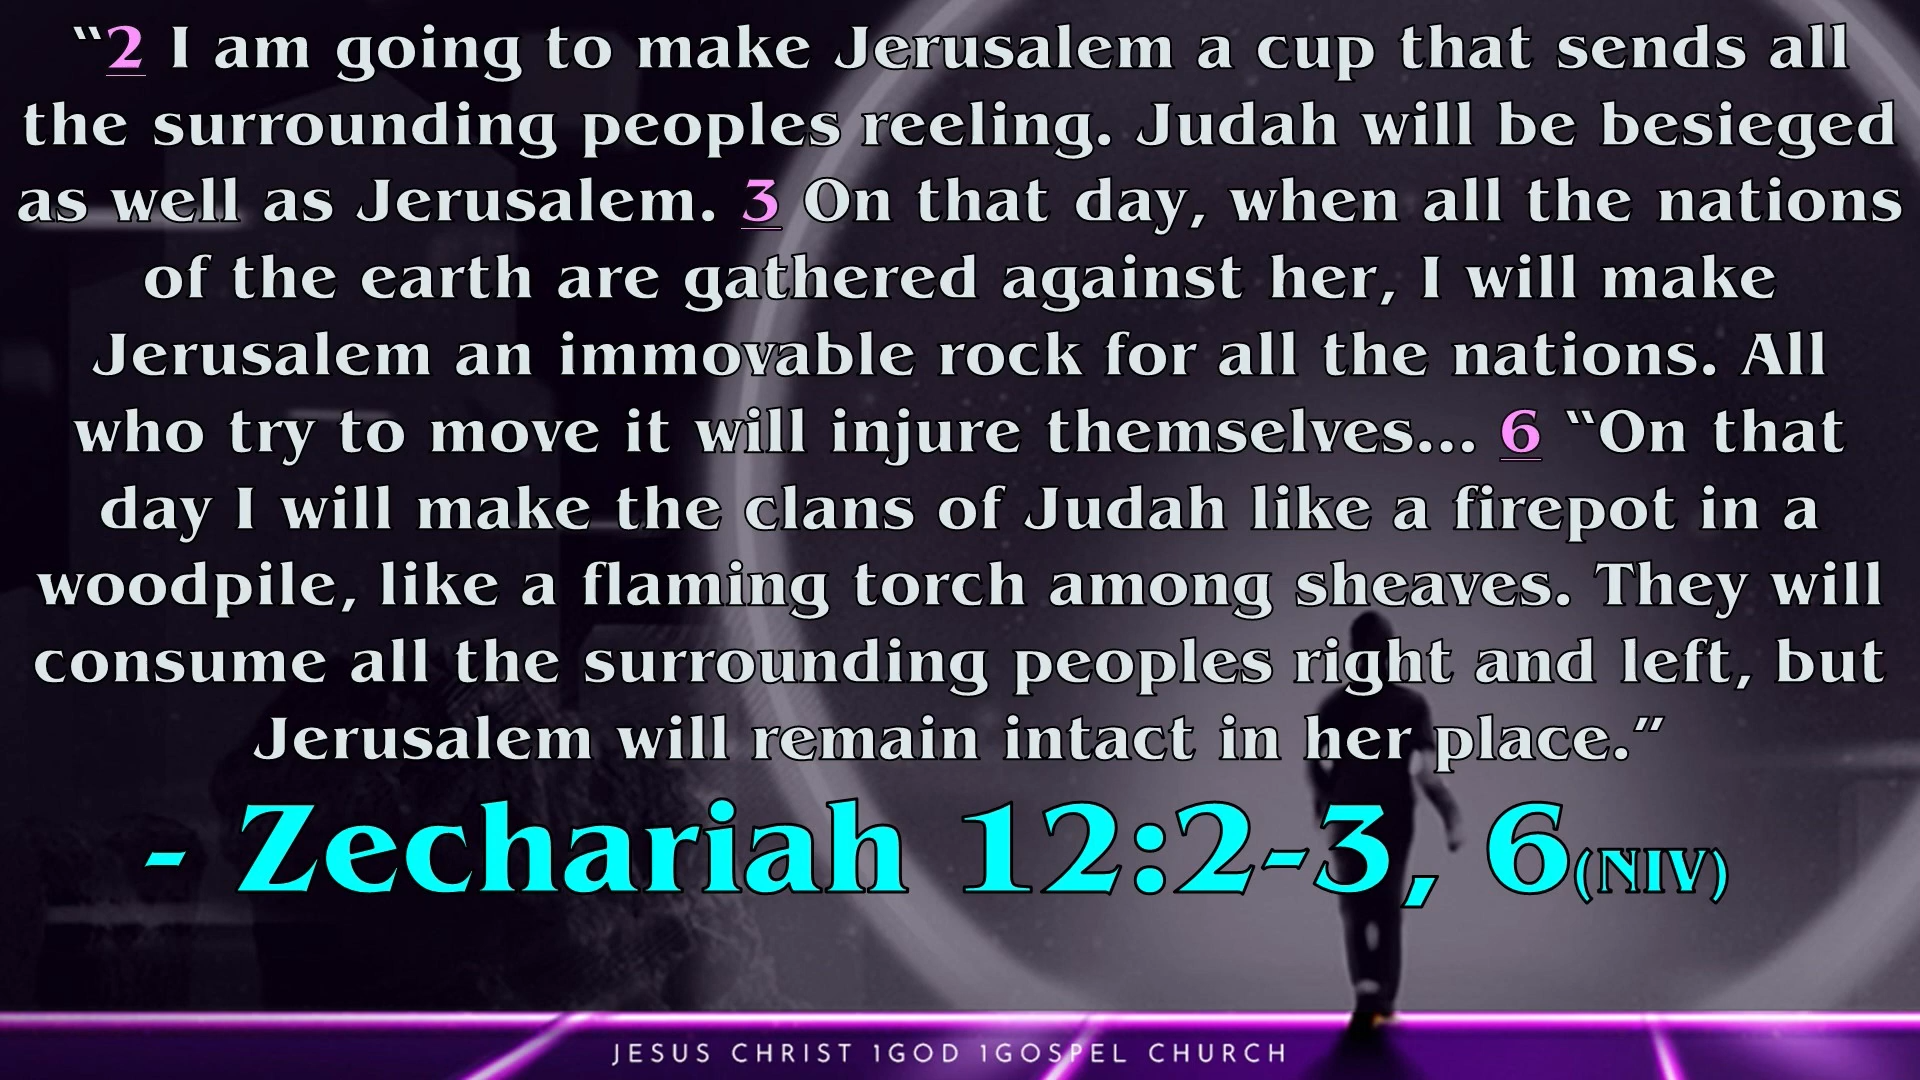 “2 I am going to make Jerusalem a cup that sends all
the surrounding peoples reeling. Judah will be besieged
as well as Jerusalem. 3 On that day, when all the nations
of the earth are gathered against her, I will make
Jerusalem an immovable rock for all the nations. All
who try to move it will injure themselves... 6 “On that
day I will make the clans of Judah like a firepot in a
woodpile, like a flaming torch among sheaves. They will
consume all the surrounding peoples right and left, but
Jerusalem will remain intact in her place.”
- Zechariah 12:2-3, 6(NIV)
JESUS CHRIST 1GOD 1GOSPEL CHURCH